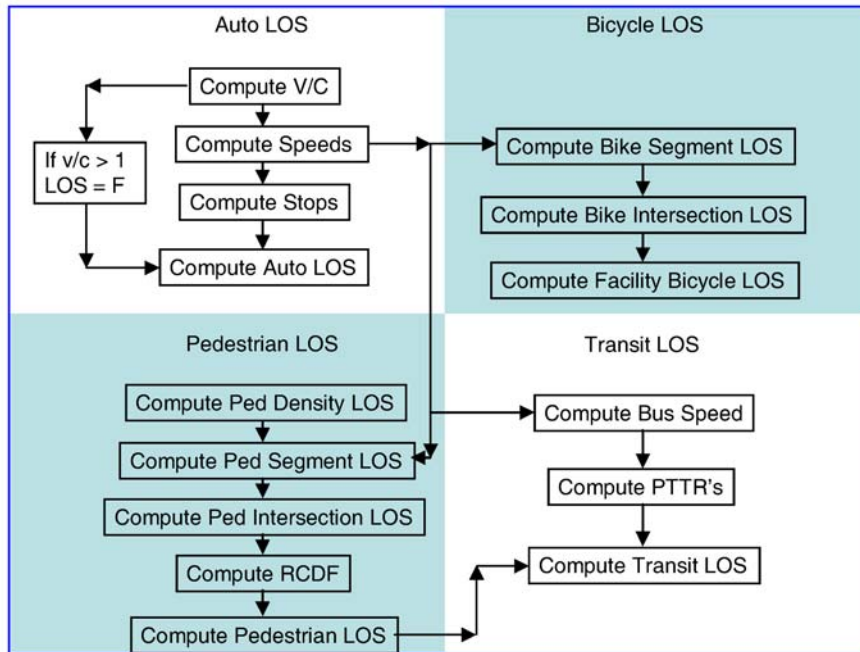 Auto LOS
Compute V/C
If v/c > 1
LOS = F
Compute Speeds
Compute Stops
Compute Auto LOS
Bicycle LOS
Compute Bike Segment LOS
Compute Bike Intersection LOS
Compute Facility Bicycle LOS
Pedestrian LOS
Compute Ped Density LOS
Compute Ped Segment LOS
Compute Ped Intersection LOS
Compute RCDF
Compute Pedestrian LOS
Transit LOS
Compute Bus Speed
Compute PTTR's
Compute Transit LOS